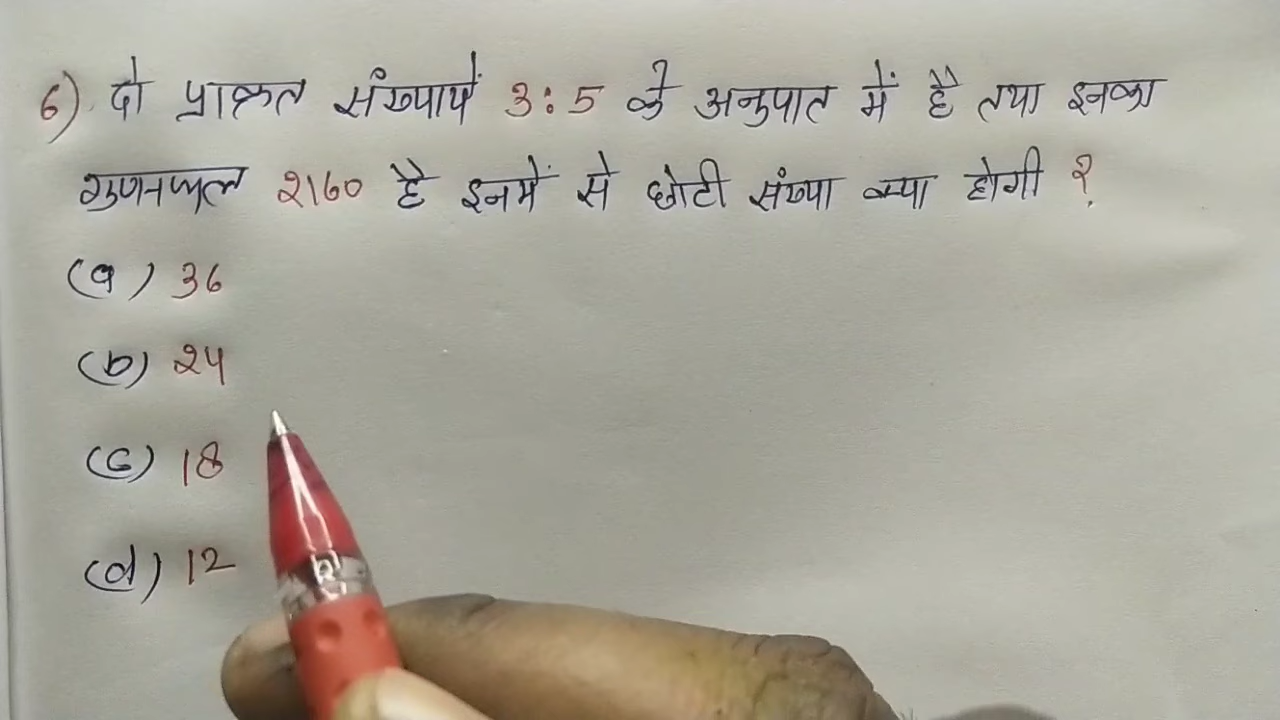 6) दो प्राकृत संख्यायें 3:5 के अनुपात में है तथा इनका
गुणनफल 2160 है इनमें से छोटी संख्या क्या होगी ?
(a) 36
(b) 24
(c) 18
(d) 12